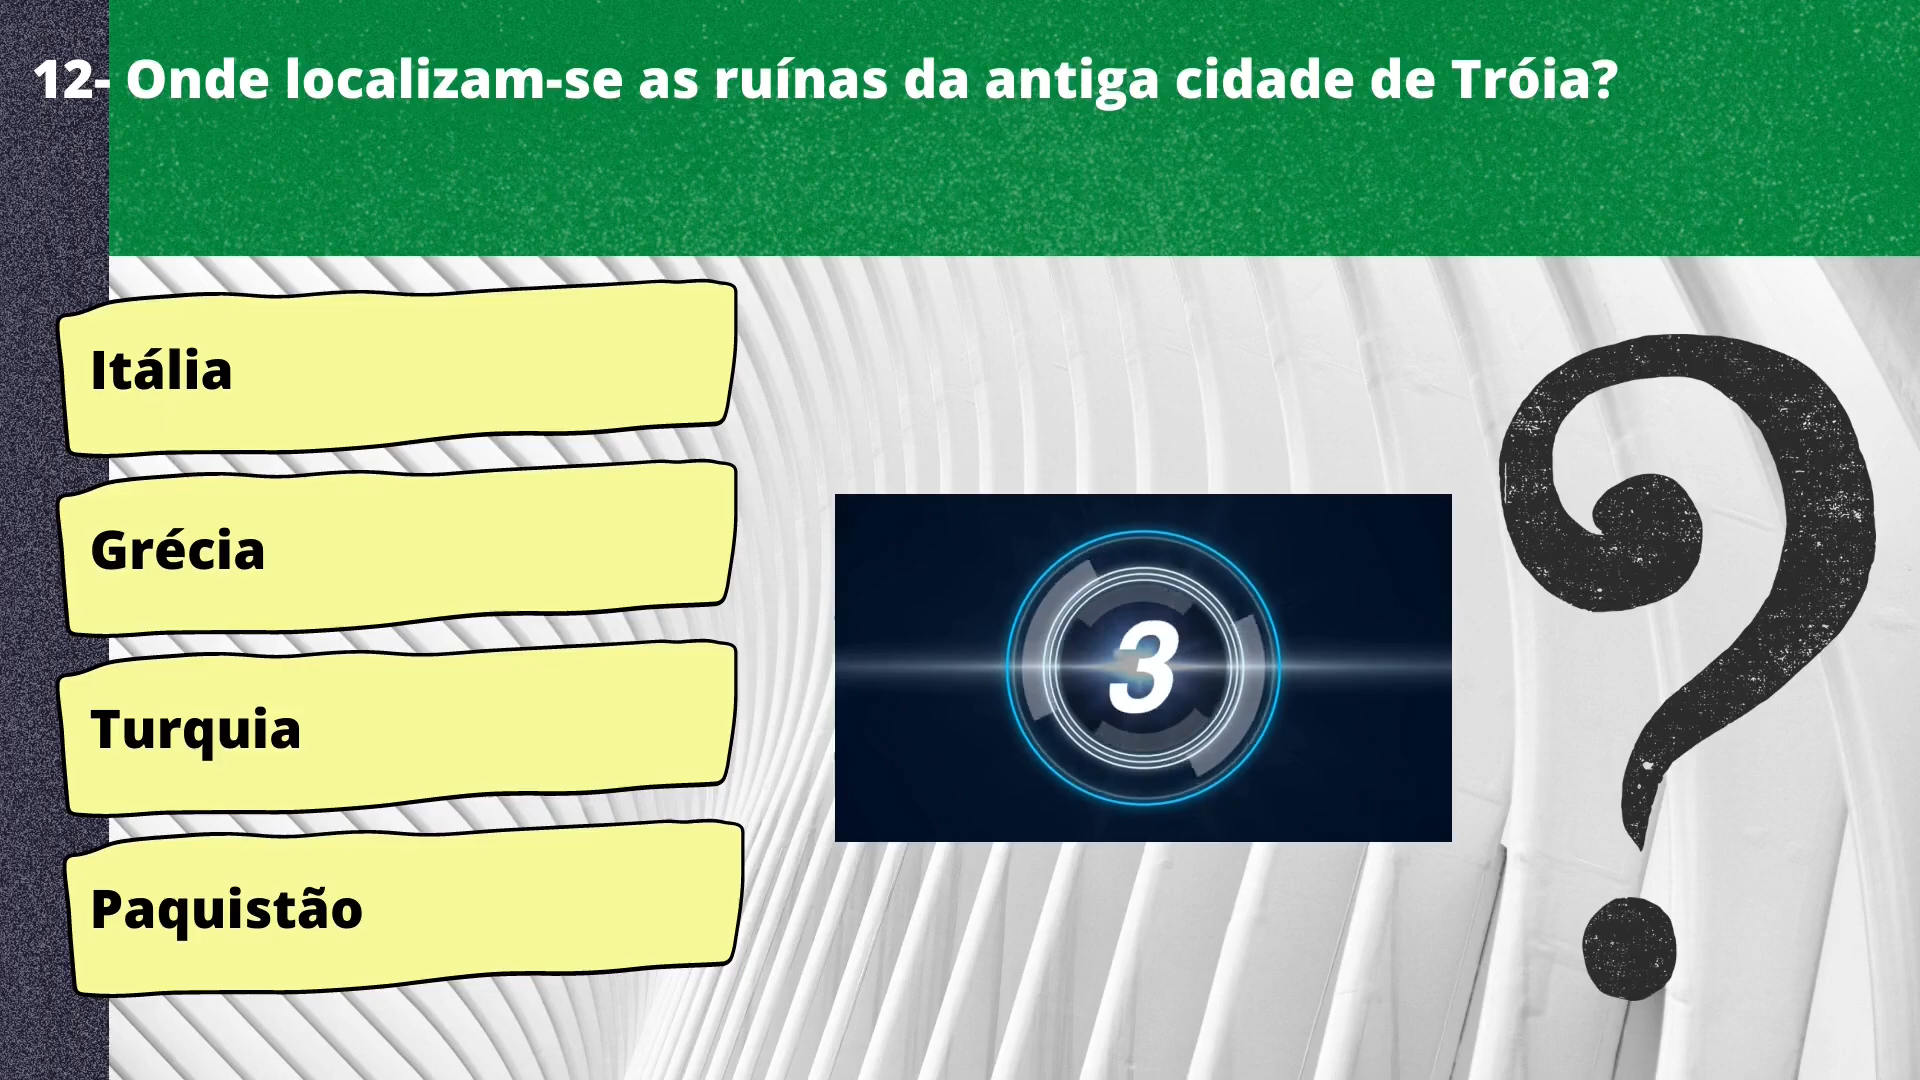 12- Onde localizam-se as ruínas da antiga cidade de Tróia?
Itália
Grécia
Turquia
Paquistão
3